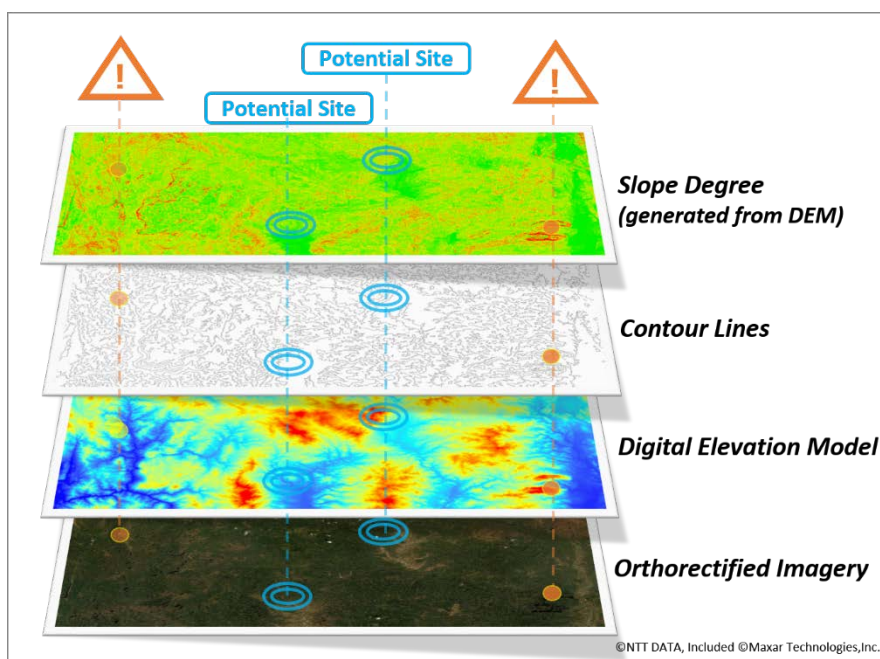 !
Potential Site
!
Potential Site
Slope Degree
(generated from DEM)
Contour Lines
Digital Elevation Model
Orthorectified Imagery
©NTT DATA, Included ©Maxar Technologies,Inc.